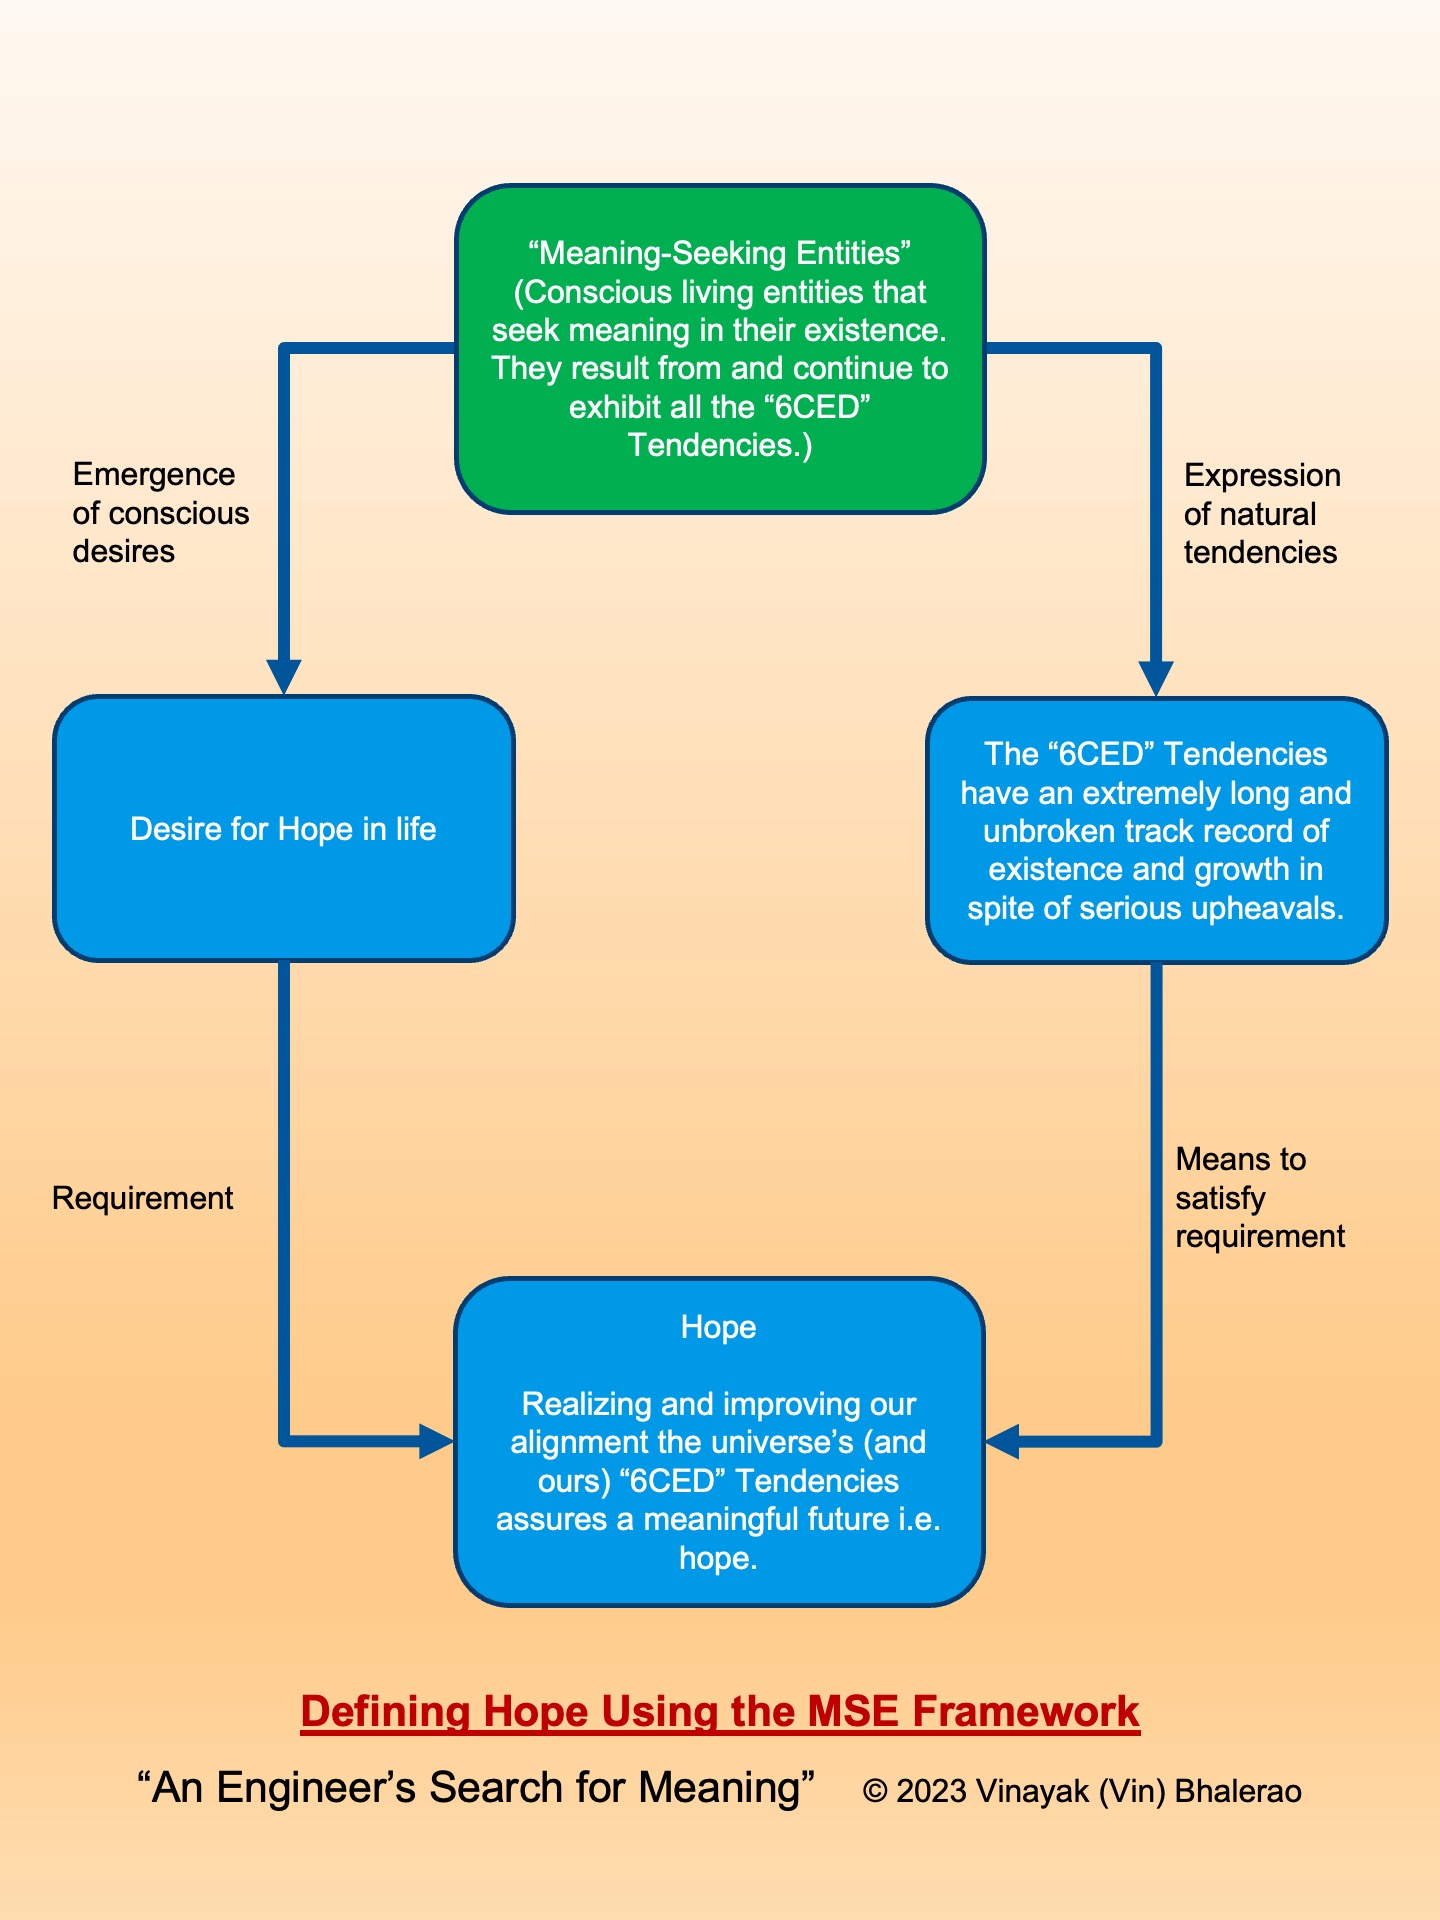 “Meaning-Seeking Entities”
(Conscious living entities that
seek meaning in their existence.
They result from and continue to
exhibit all the “6CED”
Tendencies.)
Emergence
of conscious
desires
Expression
of natural
tendencies
Desire for Hope in life
The “6CED” Tendencies
have an extremely long and
unbroken track record of
existence and growth in
spite of serious upheavals.
Requirement
Means to
satisfy
requirement
Hope
Realizing and improving our
alignment the universe’s (and
ours) “6CED” Tendencies
assures a meaningful future i.e.
hope.
Defining Hope Using the MSE Framework
“An Engineer’s Search for Meaning” © 2023 Vinayak (Vin) Bhalerao